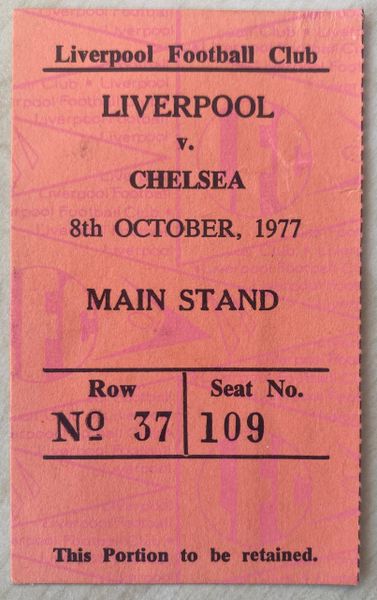 Liverpool Football Club
LIVERPOOL
v.
CHELSEA
8th OCTOBER, 1977
MAIN STAND
Row Seat No.
Nº 37 109
This Portion to be retained.